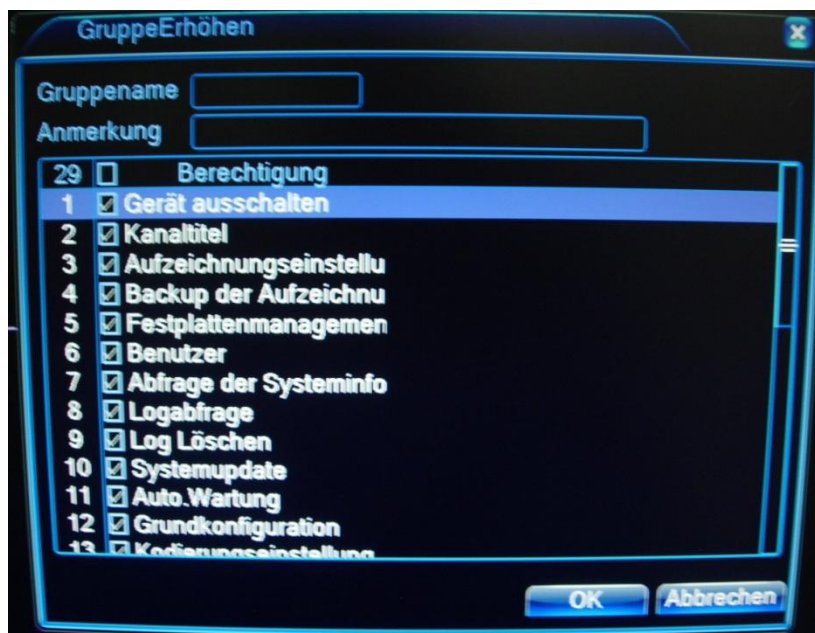 GruppeErhöhen
Gruppename
Anmerkung
29 Berechtigung
1 Gerät ausschalten
2 Kanaltitel
3 Aufzeichnungseinstellu
4 Backup der Aufzeichnu
5 Festplattenmanagemen
6 Benutzer
7 Abfrage der Systeminfo
8 Logabfrage
9 Log Löschen
10 Systemupdate
11 Auto.Wartung
12 Grundkonfiguration
13 Kodierungseinstellung
OK Abbrechen